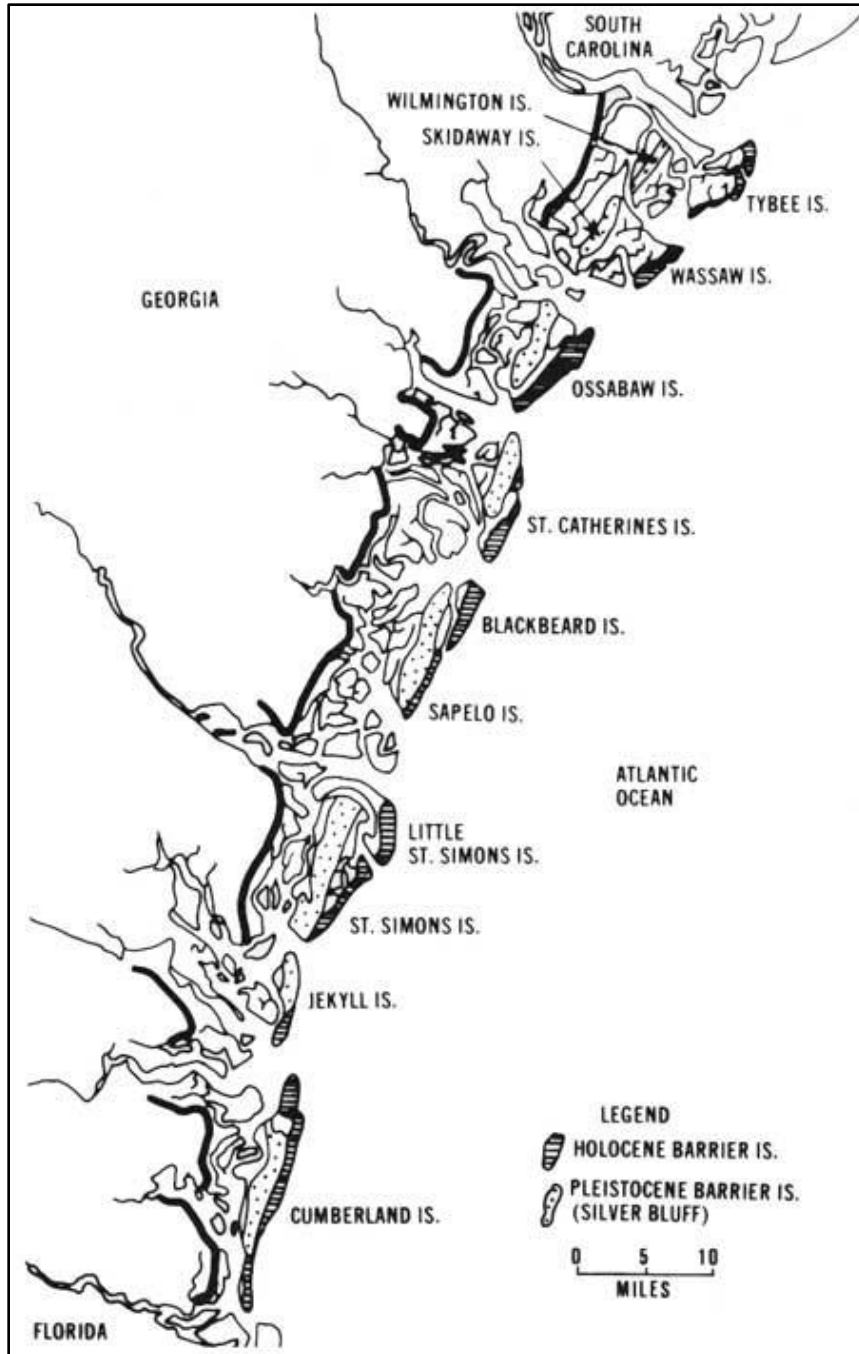 SOUTH
CAROLINA
WILMINGTON IS.
SKIDAWAY IS.
TYBEE IS.
WASSAW IS.
GEORGIA
OSSABAW IS.
ST. CATHERINES IS.
BLACKBEARD IS.
SAPELO IS.
ATLANTIC
OCEAN
LITTLE
ST. SIMONS IS.
ST. SIMONS IS.
JEKYLL IS.
LEGEND
HOLOCENE BARRIER IS.
PLEISTOCENE BARRIER IS.
(SILVER BLUFF)
CUMBERLAND IS.
0 5 10
MILES
FLORIDA